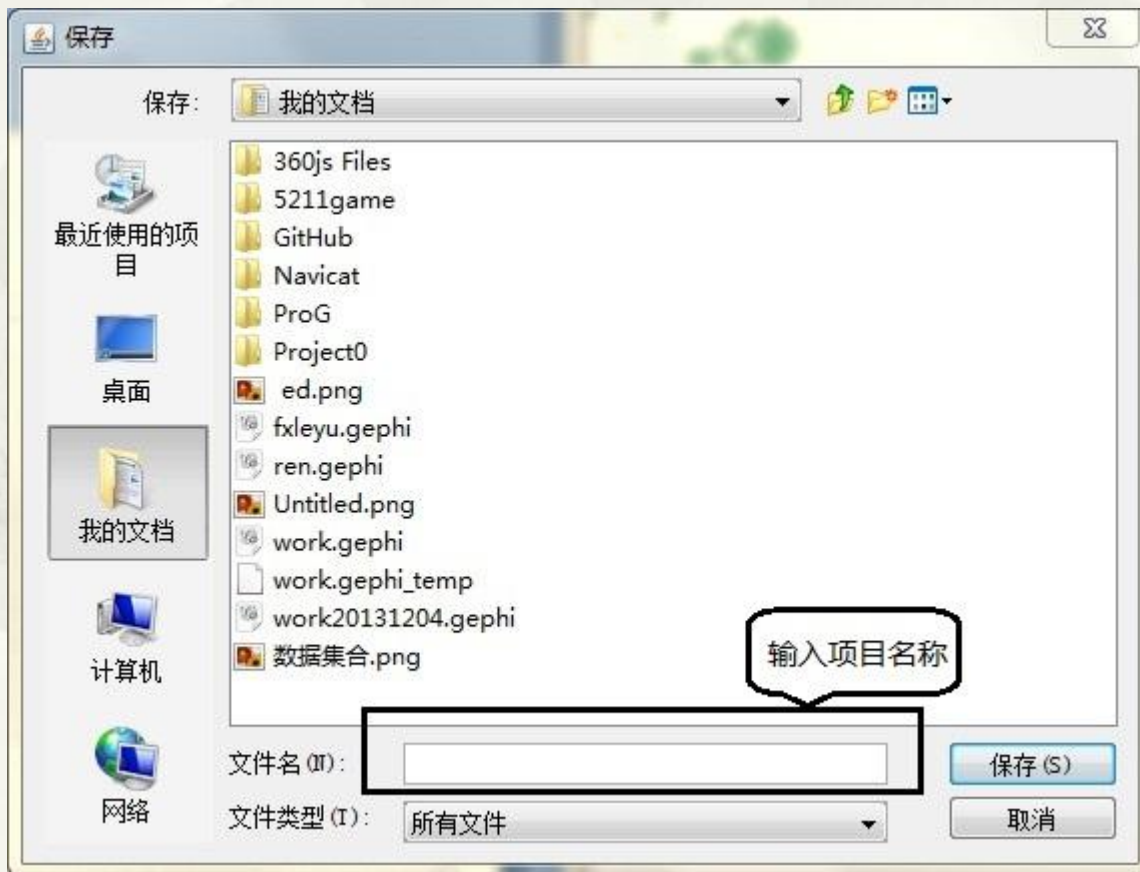 保存
保存:
我的文档
360js Files
5211game
GitHub
Navicat
ProG
Project0
ed.png
fxleyu.gephi
ren.gephi
Untitled.png
work.gephi
work.gephi_temp
work20131204.gephi
数据集合.png
最近使用的项
目
桌面
我的文档
计算机
网络
输入项目名称
文件名(N):
保存(S)
文件类型(T):
所有文件
取消